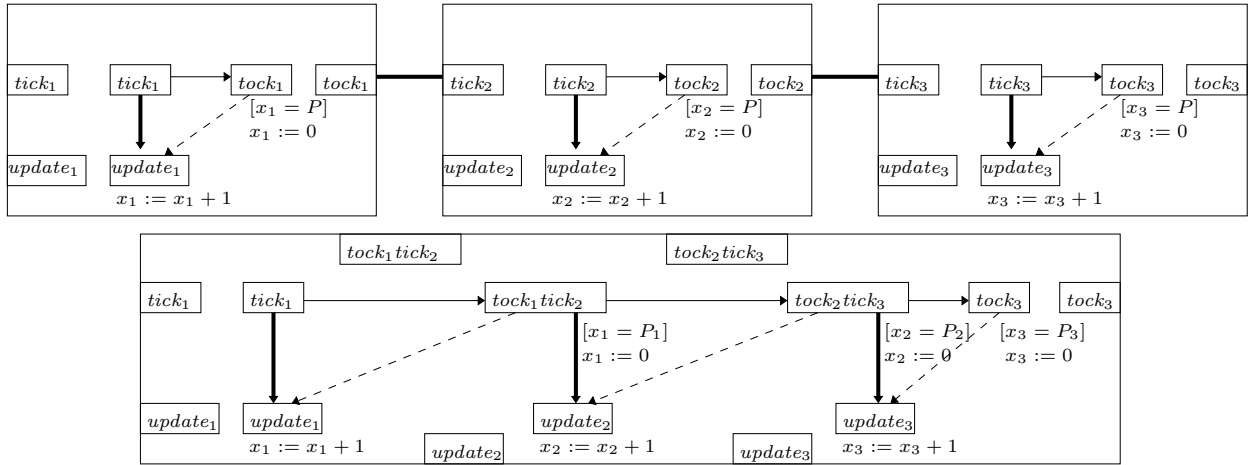 tick₁ tick₁ tock₁ tock₁ tick₂ tick₂ tock₂ tock₂ tick₃ tick₃ tock₃ tock₃
[x₁ = P] [x₂ = P] [x₃ = P]
x₁ := 0 x₂ := 0 x₃ := 0
update₁ update₁ update₂ update₂ update₃ update₃
x₁ := x₁ + 1 x₂ := x₂ + 1 x₃ := x₃ + 1
tock₁tick₂ tock₂tick₃
tick₁ tick₁ tock₁tick₂ tock₂tick₃ tock₃ tock₃
[x₁ = P₁] [x₂ = P₂] [x₃ = P₃]
x₁ := 0 x₂ := 0 x₃ := 0
update₁ update₁ update₂ update₃
x₁ := x₁ + 1 update₂ x₂ := x₂ + 1 update₃ x₃ := x₃ + 1